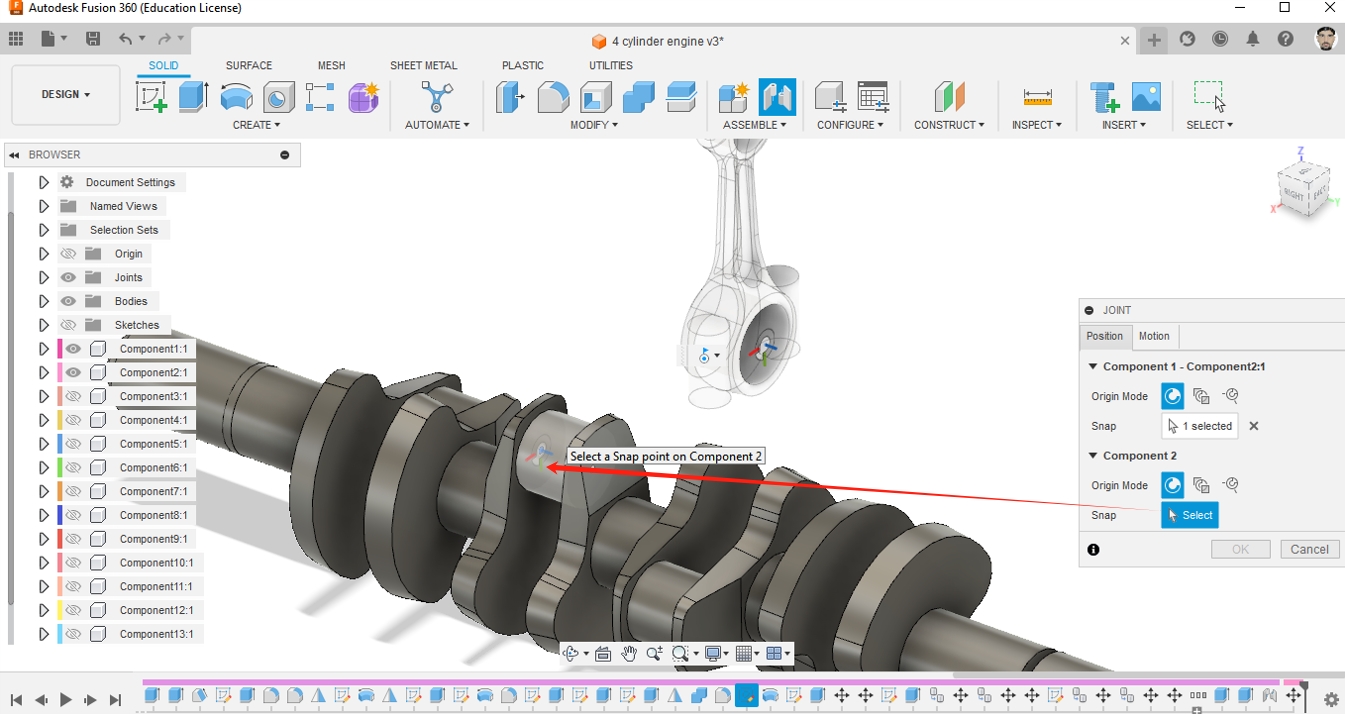 Autodesk Fusion 360 (Education License)
4 cylinder engine v3*
SOLID SURFACE MESH SHEET METAL PLASTIC UTILITIES
DESIGN
CREATE AUTOMATE MODIFY ASSEMBLE CONFIGURE CONSTRUCT INSPECT INSERT SELECT
BROWSER
Document Settings
Named Views
Selection Sets
Origin
Joints
Bodies
Sketches
Component1:1
Component2:1
Component3:1
Component4:1
Component5:1
Component6:1
Component7:1
Component8:1
Component9:1
Component10:1
Component11:1
Component12:1
Component13:1
Select a Snap point on Component 2
Z
RIGHT
X
Y
JOINT
Position Motion
Component 1 - Component2:1
Origin Mode
Snap 1 selected
Component 2
Origin Mode
Snap Select
OK Cancel